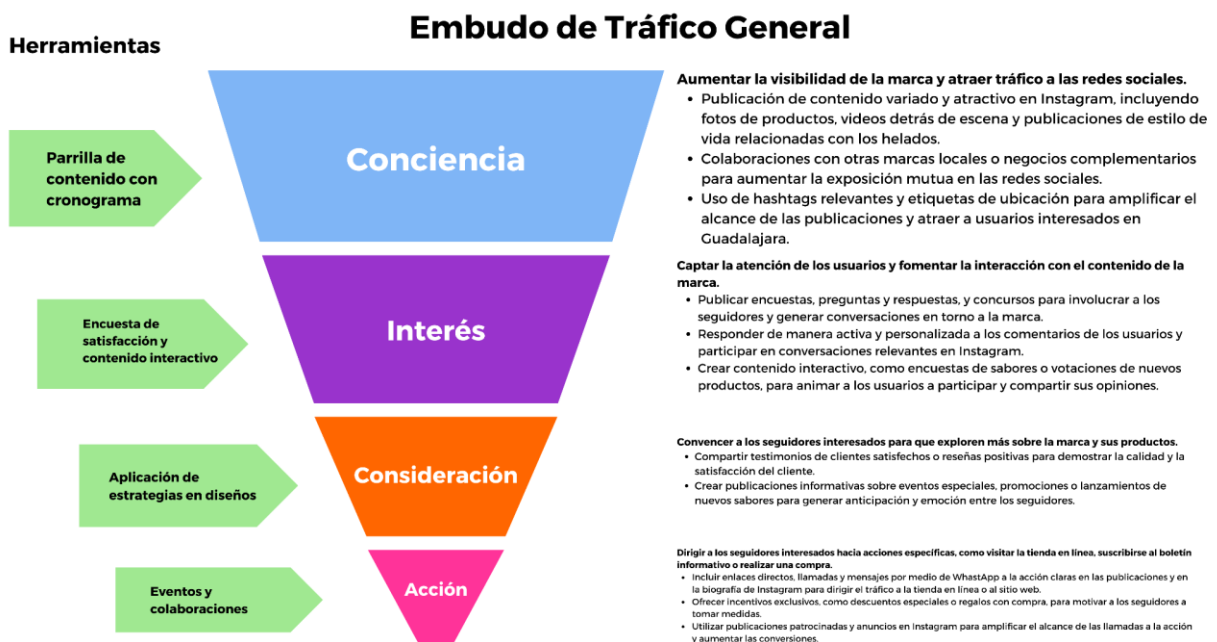 Embudo de Tráfico General
Herramientas
Parrilla de
contenido con
cronograma
Conciencia
Aumentar la visibilidad de la marca y atraer tráfico a las redes sociales.
• Publicación de contenido variado y atractivo en Instagram, incluyendo
fotos de productos, videos detrás de escena y publicaciones de estilo de
vida relacionadas con los helados.
• Colaboraciones con otras marcas locales o negocios complementarios
para aumentar la exposición mutua en las redes sociales.
• Uso de hashtags relevantes y etiquetas de ubicación para amplificar el
alcance de las publicaciones y atraer a usuarios interesados en
Guadalajara.
Encuesta de
satisfacción y
contenido interactivo
Interés
Captar la atención de los usuarios y fomentar la interacción con el contenido de la
marca.
• Publicar encuestas, preguntas y respuestas, y concursos para involucrar a los
seguidores y generar conversaciones en torno a la marca.
• Responder de manera activa y personalizada a los comentarios de los usuarios y
participar en conversaciones relevantes en Instagram.
• Crear contenido interactivo, como encuestas de sabores o votaciones de nuevos
productos, para animar a los usuarios a participar y compartir sus opiniones.
Aplicación de
estrategias en diseños
Consideración
Convencer a los seguidores interesados para que exploren más sobre la marca y sus productos.
• Compartir testimonios de clientes satisfechos o reseñas positivas para demostrar la calidad y la
satisfacción del cliente.
• Crear publicaciones informativas sobre eventos especiales, promociones o lanzamientos de
nuevos sabores para generar anticipación y emoción entre los seguidores.
Eventos y
colaboraciones
Acción
Dirigir a los seguidores interesados hacia acciones específicas, como visitar la tienda en línea, suscribirse al boletín
informativo o realizar una compra.
• Incluir enlaces directos, llamadas y mensajes por medio de WhastApp a la acción claras en las publicaciones y en
la biografía de Instagram para dirigir el tráfico a la tienda en línea o al sitio web.
• Ofrecer incentivos exclusivos, como descuentos especiales o regalos con compra, para motivar a los seguidores a
tomar medidas.
• Utilizar publicaciones patrocinadas y anuncios en Instagram para amplificar el alcance de las llamadas a la acción
y aumentar las conversiones.